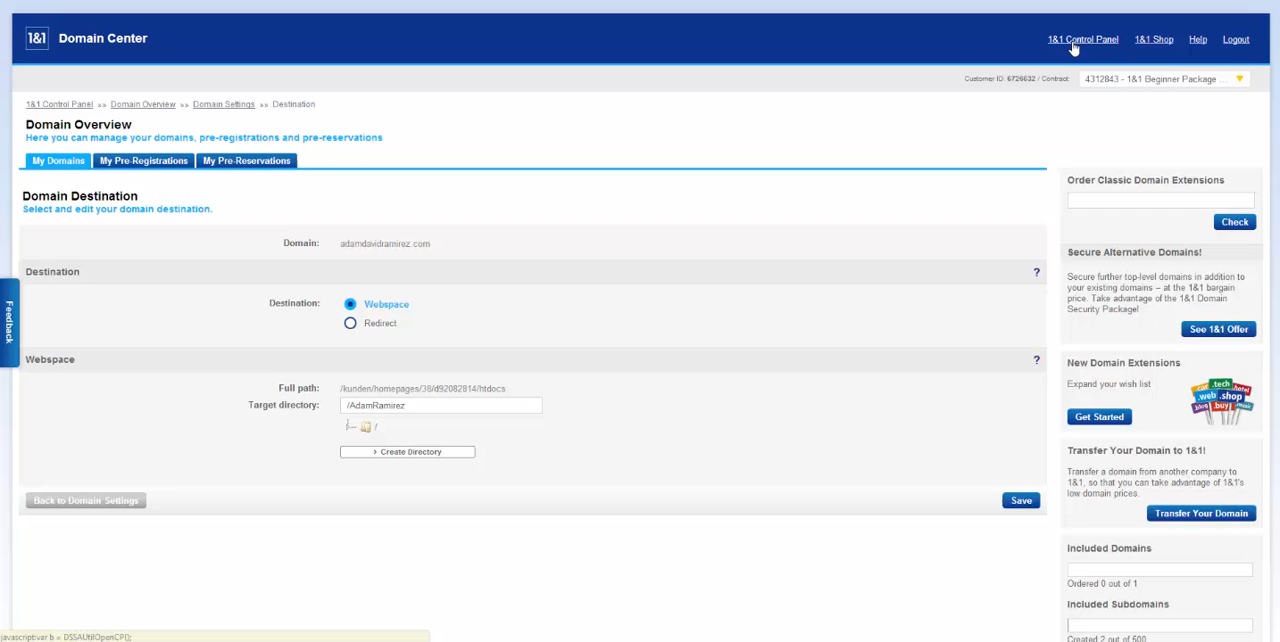 1&1 Domain Center
1&1 Control Panel 1&1 Shop Help Logout
Customer ID: 6726632 / Contract: 4312843 - 1&1 Beginner Package ...
1&1 Control Panel »» Domain Overview »» Domain Settings »» Destination
Domain Overview
Here you can manage your domains, pre-registrations and pre-reservations
My Domains My Pre-Registrations My Pre-Reservations
Domain Destination
Select and edit your domain destination.
Domain: adamdavidramirez.com
Destination ?
Destination: Webspace
Redirect
Webspace ?
Full path: /kunden/homepages/38/d92082814/htdocs
Target directory: /AdamRamirez
/
> Create Directory
Back to Domain Settings Save
Feedback
Order Classic Domain Extensions
Check
Secure Alternative Domains!
Secure further top-level domains in addition to
your existing domains – at the 1&1 bargain
price. Take advantage of the 1&1 Domain
Security Package!
See 1&1 Offer
New Domain Extensions
Expand your wish list
.tech
.hotel
.web .shop
.blog .buy
Get Started
Transfer Your Domain to 1&1!
Transfer a domain from another company to
1&1, so that you can take advantage of 1&1's
low domain prices.
Transfer Your Domain
Included Domains
Ordered 0 out of 1
Included Subdomains
Created 2 out of 500
javascript:var b = DSSAUtilOpenCP();